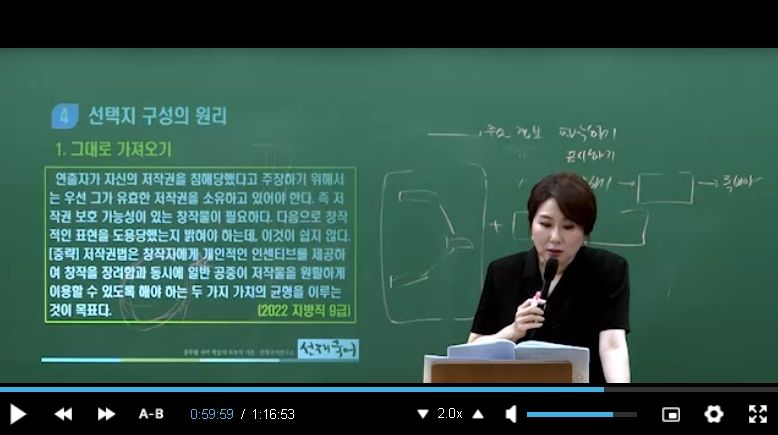 4 선택지 구성의 원리
1. 그대로 가져오기
연출자가 자신의 저작권을 침해당했다고 주장하기 위해서
는 우선 그가 유효한 저작권을 소유하고 있어야 한다. 즉 저
작권 보호 가능성이 있는 창작물이 필요하다. 다음으로 창작
적인 표현을 도용당했는지 밝혀야 하는데, 이것이 쉽지 않다.
[중략] 저작권법은 창작자에게 개인적인 인센티브를 제공하
여 창작을 장려함과 동시에 일반 공중이 저작물을 원활하게
이용할 수 있도록 해야 하는 두 가지 가치의 균형을 이루는
것이 목표다.
[2022 지방직 9급]
선재국어
주요 정보 파악하기
표시하기
+
A-B
0:59:59 / 1:16:53
2.0x